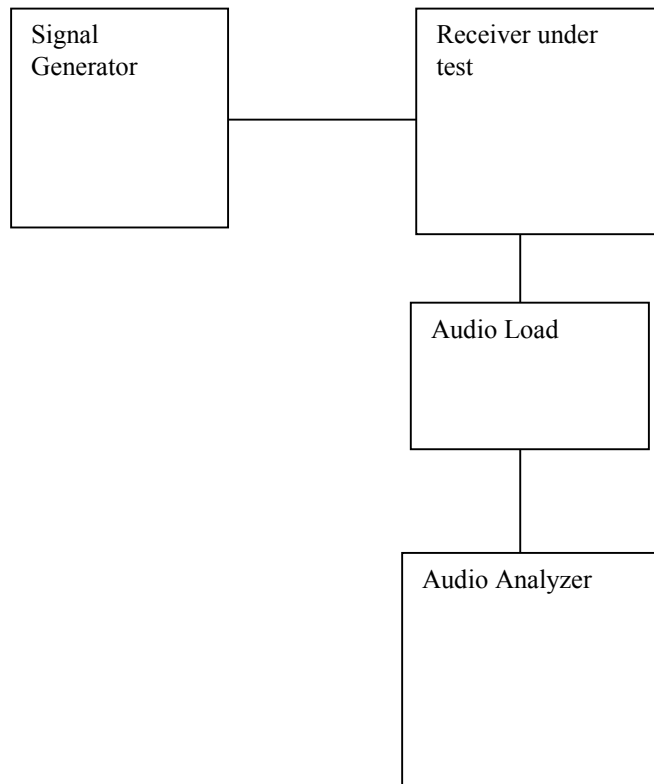 Signal
Generator
Receiver under
test
Audio Load
Audio Analyzer